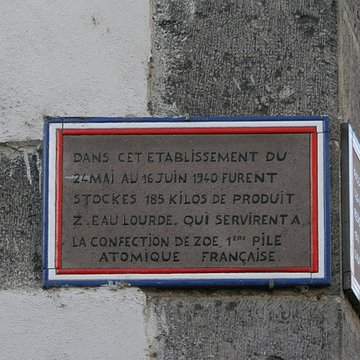 DANS CET ETABLISSEMENT DU
24 MAI AU 16 JUIN 1940 FURENT
STOCKES 185 KILOS DE PRODUIT
Z. EAU LOURDE. QUI SERVIRENT A
LA CONFECTION DE ZOE, 1ERE PILE
ATOMIQUE FRANÇAISE.